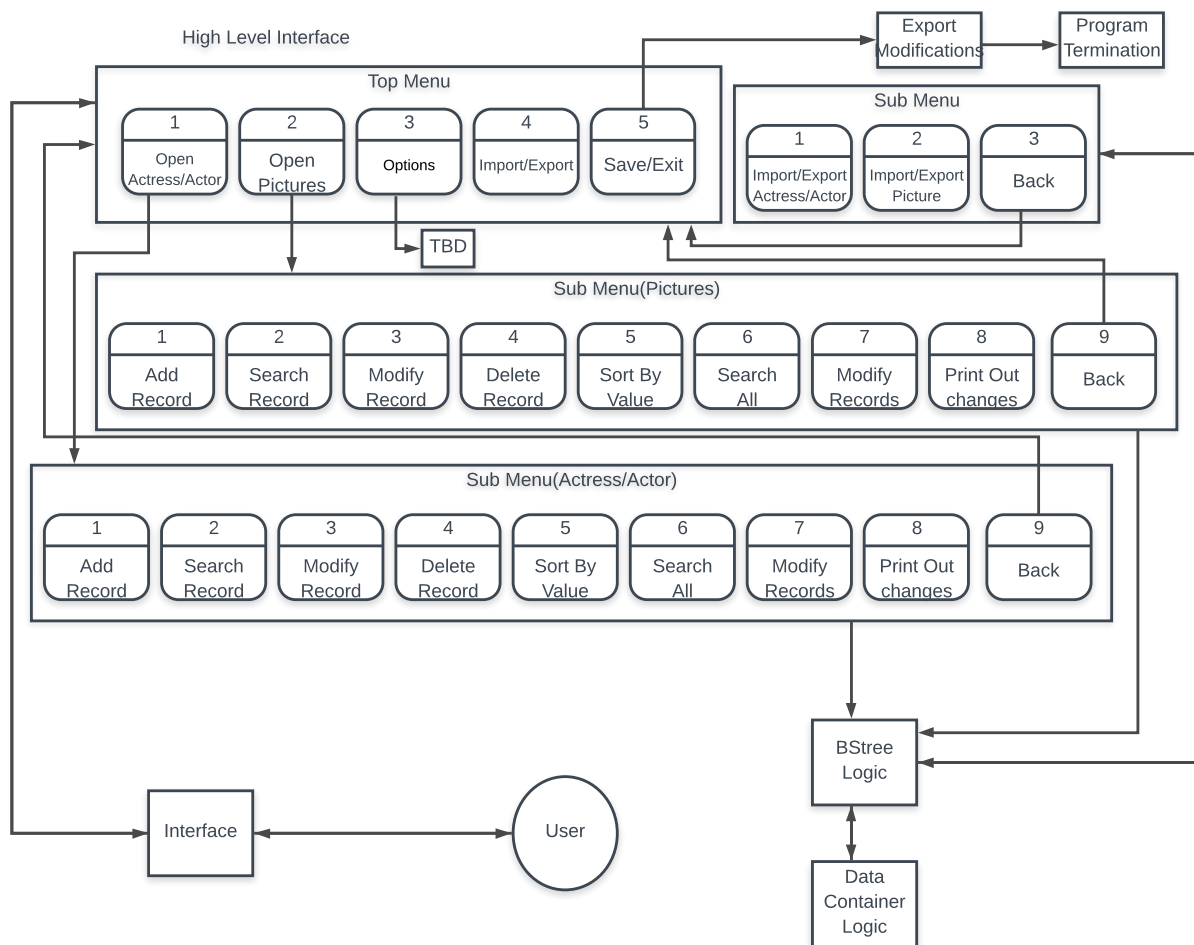 High Level Interface
Export
Modifications
Program
Termination
Top Menu
1
Open
Actress/Actor
2
Open
Pictures
3
Options
4
Import/Export
5
Save/Exit
Sub Menu
1
Import/Export
Actress/Actor
2
Import/Export
Picture
3
Back
TBD
Sub Menu(Pictures)
1
Add
Record
2
Search
Record
3
Modify
Record
4
Delete
Record
5
Sort By
Value
6
Search
All
7
Modify
Records
8
Print Out
changes
9
Back
Sub Menu(Actress/Actor)
1
Add
Record
2
Search
Record
3
Modify
Record
4
Delete
Record
5
Sort By
Value
6
Search
All
7
Modify
Records
8
Print Out
changes
9
Back
BStree
Logic
Interface
User
Data
Container
Logic